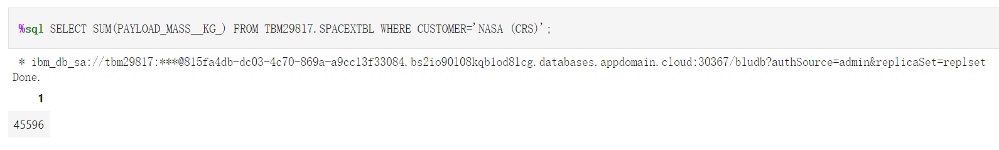 %sql SELECT SUM(PAYLOAD_MASS__KG_) FROM TBM29817.SPACEXTBL WHERE CUSTOMER='NASA (CRS)';
* ibm_db_sa://tbm29817:***@815fa4db-dc03-4c70-869a-a9cc13f33084.bs2io90l08kqb1od8lcg.databases.appdomain.cloud:30367/bludb?authSource=admin&replicaSet=replset
Done.
1
45596